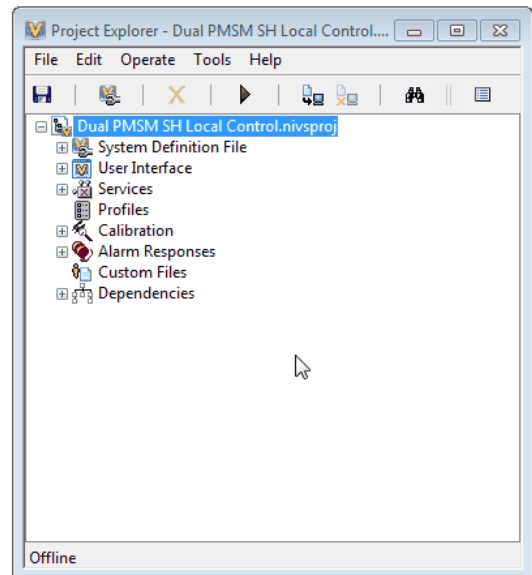 Project Explorer - Dual PMSM SH Local Control....
File Edit Operate Tools Help
Dual PMSM SH Local Control.nivsproj
System Definition File
User Interface
Services
Profiles
Calibration
Alarm Responses
Custom Files
Dependencies
Offline